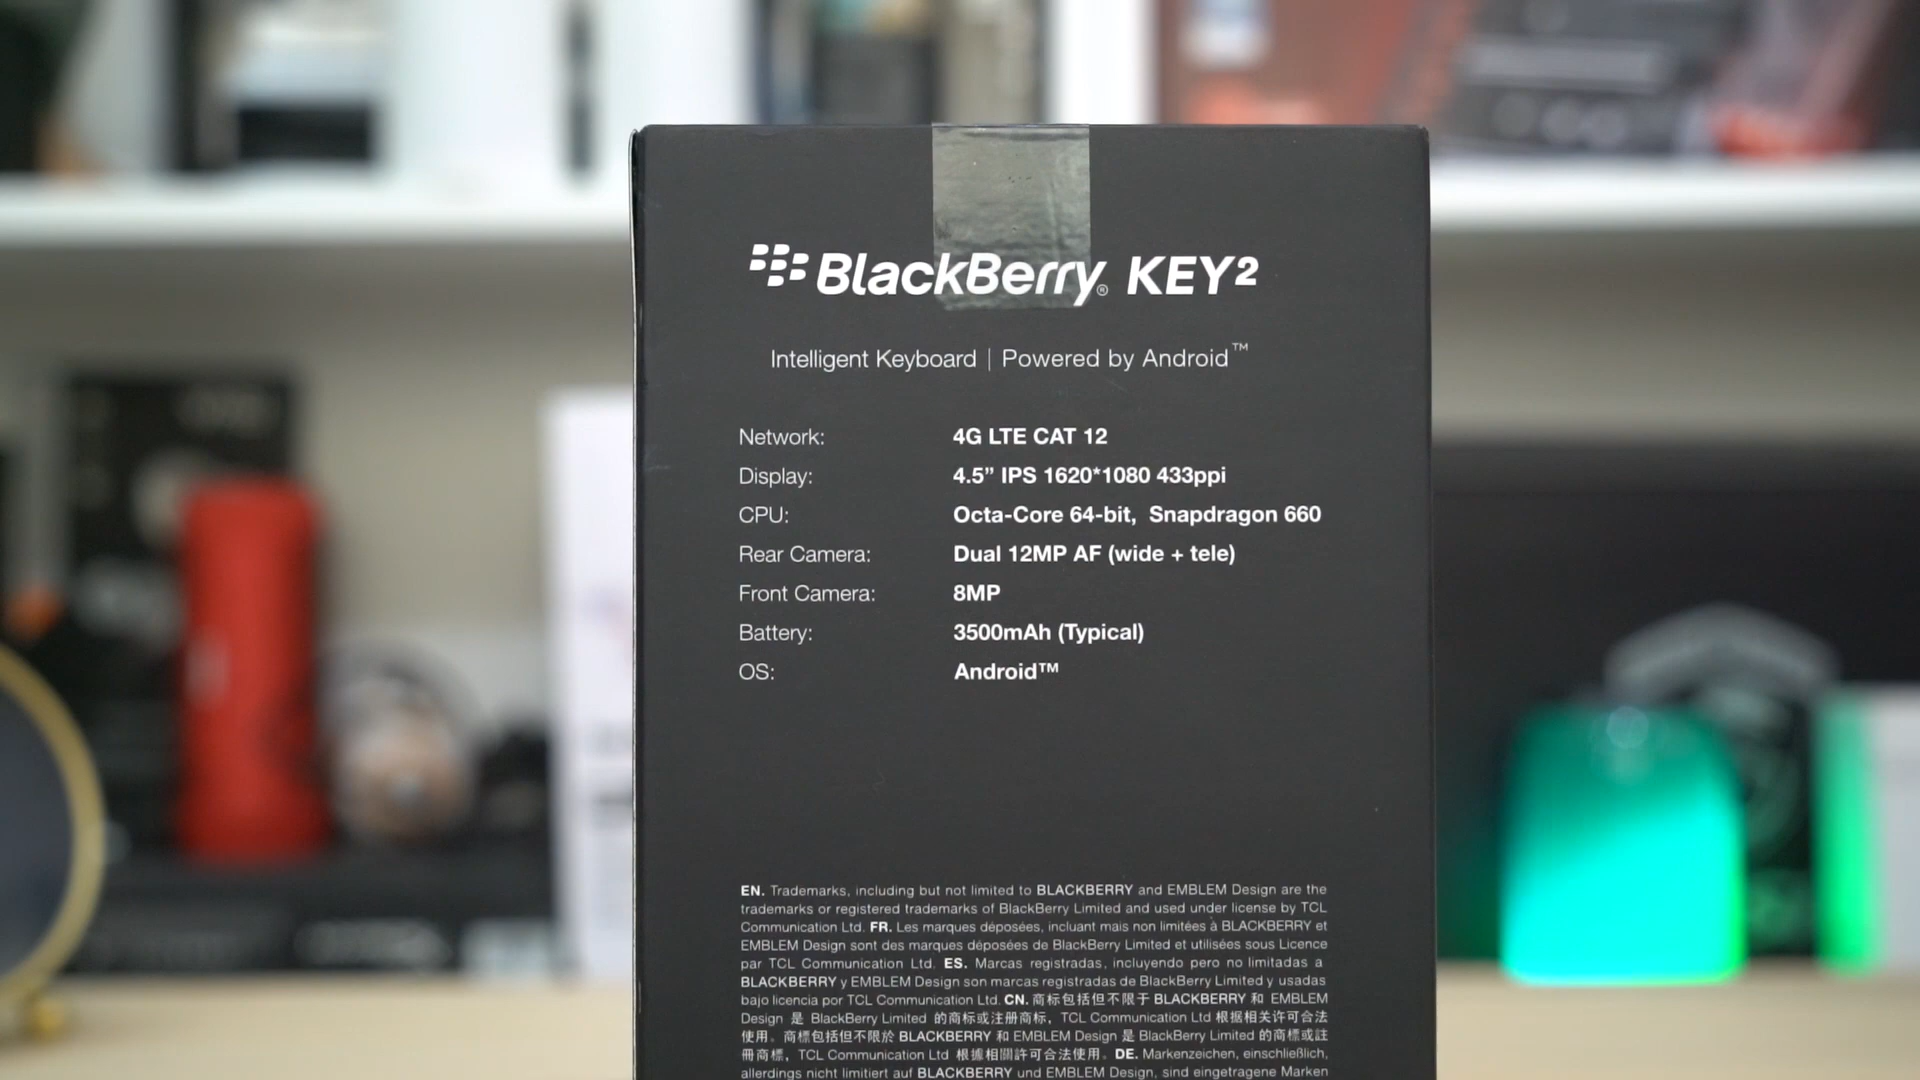 BlackBerry® KEY²
Intelligent Keyboard | Powered by Android™
Network: 4G LTE CAT 12
Display: 4.5” IPS 1620*1080 433ppi
CPU: Octa-Core 64-bit, Snapdragon 660
Rear Camera: Dual 12MP AF (wide + tele)
Front Camera: 8MP
Battery: 3500mAh (Typical)
OS: Android™
EN. Trademarks, including but not limited to BLACKBERRY and EMBLEM Design are the
trademarks or registered trademarks of BlackBerry Limited and used under license by TCL
Communication Ltd. FR. Les marques déposées, incluant mais non limitées à BLACKBERRY et
EMBLEM Design sont des marques déposées de BlackBerry Limited et utilisées sous Licence
par TCL Communication Ltd. ES. Marcas registradas, incluyendo pero no limitadas a
BLACKBERRY y EMBLEM Design son marcas registradas de BlackBerry Limited y usadas
bajo licencia por TCL Communication Ltd. CN. 商标包括但不限于 BLACKBERRY 和 EMBLEM
Design 是 BlackBerry Limited 的商标或注册商标，TCL Communication Ltd 根据相关许可合法
使用。商標包括但不限於 BLACKBERRY 和 EMBLEM Design 是 BlackBerry Limited 的商標或註
冊商標，TCL Communication Ltd 根據相關許可合法使用。DE. Markenzeichen, einschließlich,
allerdings nicht limitiert auf BLACKBERRY und EMBLEM Design, sind eingetragene Marken